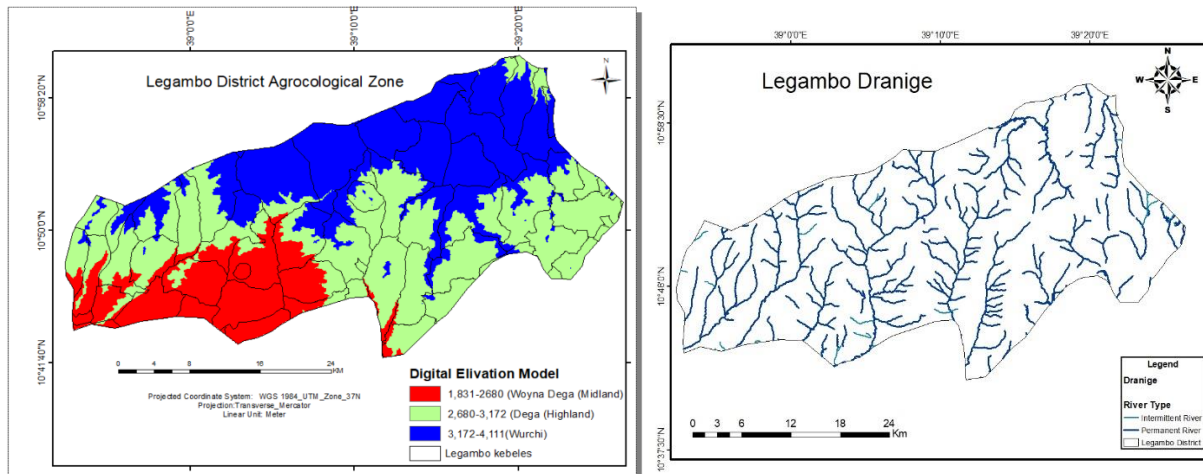 39°0'0"E
39°10'0"E
39°20'0"E
Legambo District Agrocological Zone
N
10°58'20"N
10°50'0"N
10°41'40"N
0 2 4 8 16 24
KM
Projected Coordinate System: WGS 1984_UTM_Zone_37N
Projection:Transverse_Mercator
Linear Unit: Meter
Digital Elivation Model
1,831-2680 (Woyna Dega (Midland)
2,680-3,172 (Dega (Highland)
3,172-4,111(Wurchi)
Legambo kebeles
39°0'0"E
39°10'0"E
39°20'0"E
Legambo Dranige
N
W E
S
10°58'30"N
10°48'0"N
10°37'30"N
0 3 6 12 18 24
Km
Legend
Dranige
River Type
Intermittent River
Permanent River
Legambo District